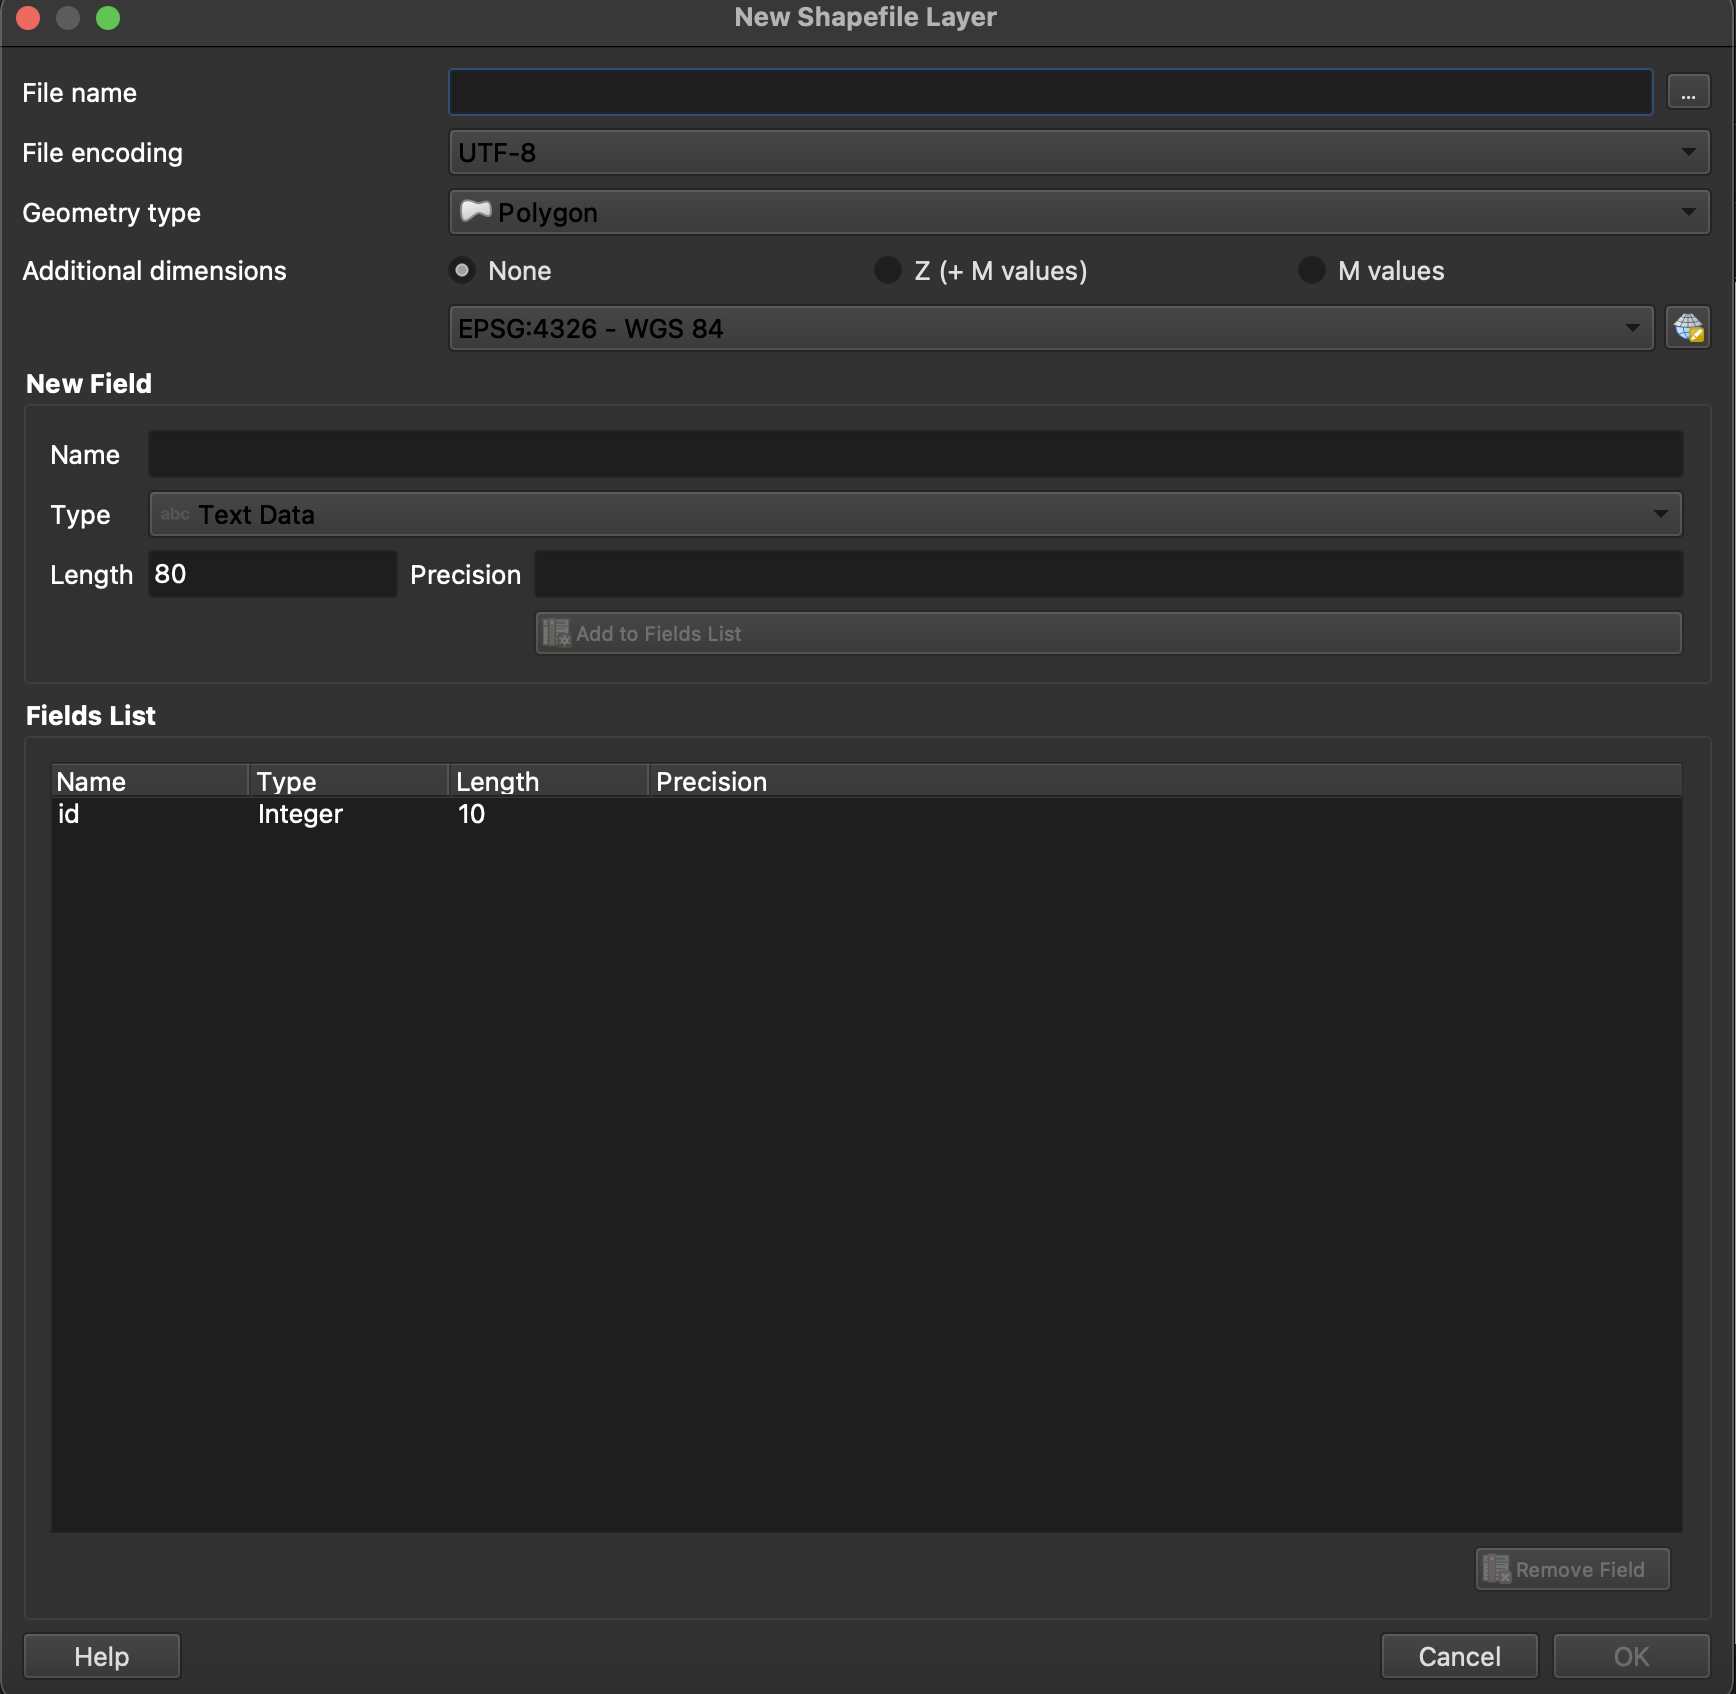 New Shapefile Layer
File name
...
File encoding UTF-8
Geometry type Polygon
Additional dimensions None Z (+ M values) M values
EPSG:4326 - WGS 84
New Field
Name
Type abc Text Data
Length 80 Precision
Add to Fields List
Fields List
Name Type Length Precision
id Integer 10
Remove Field
Help Cancel OK